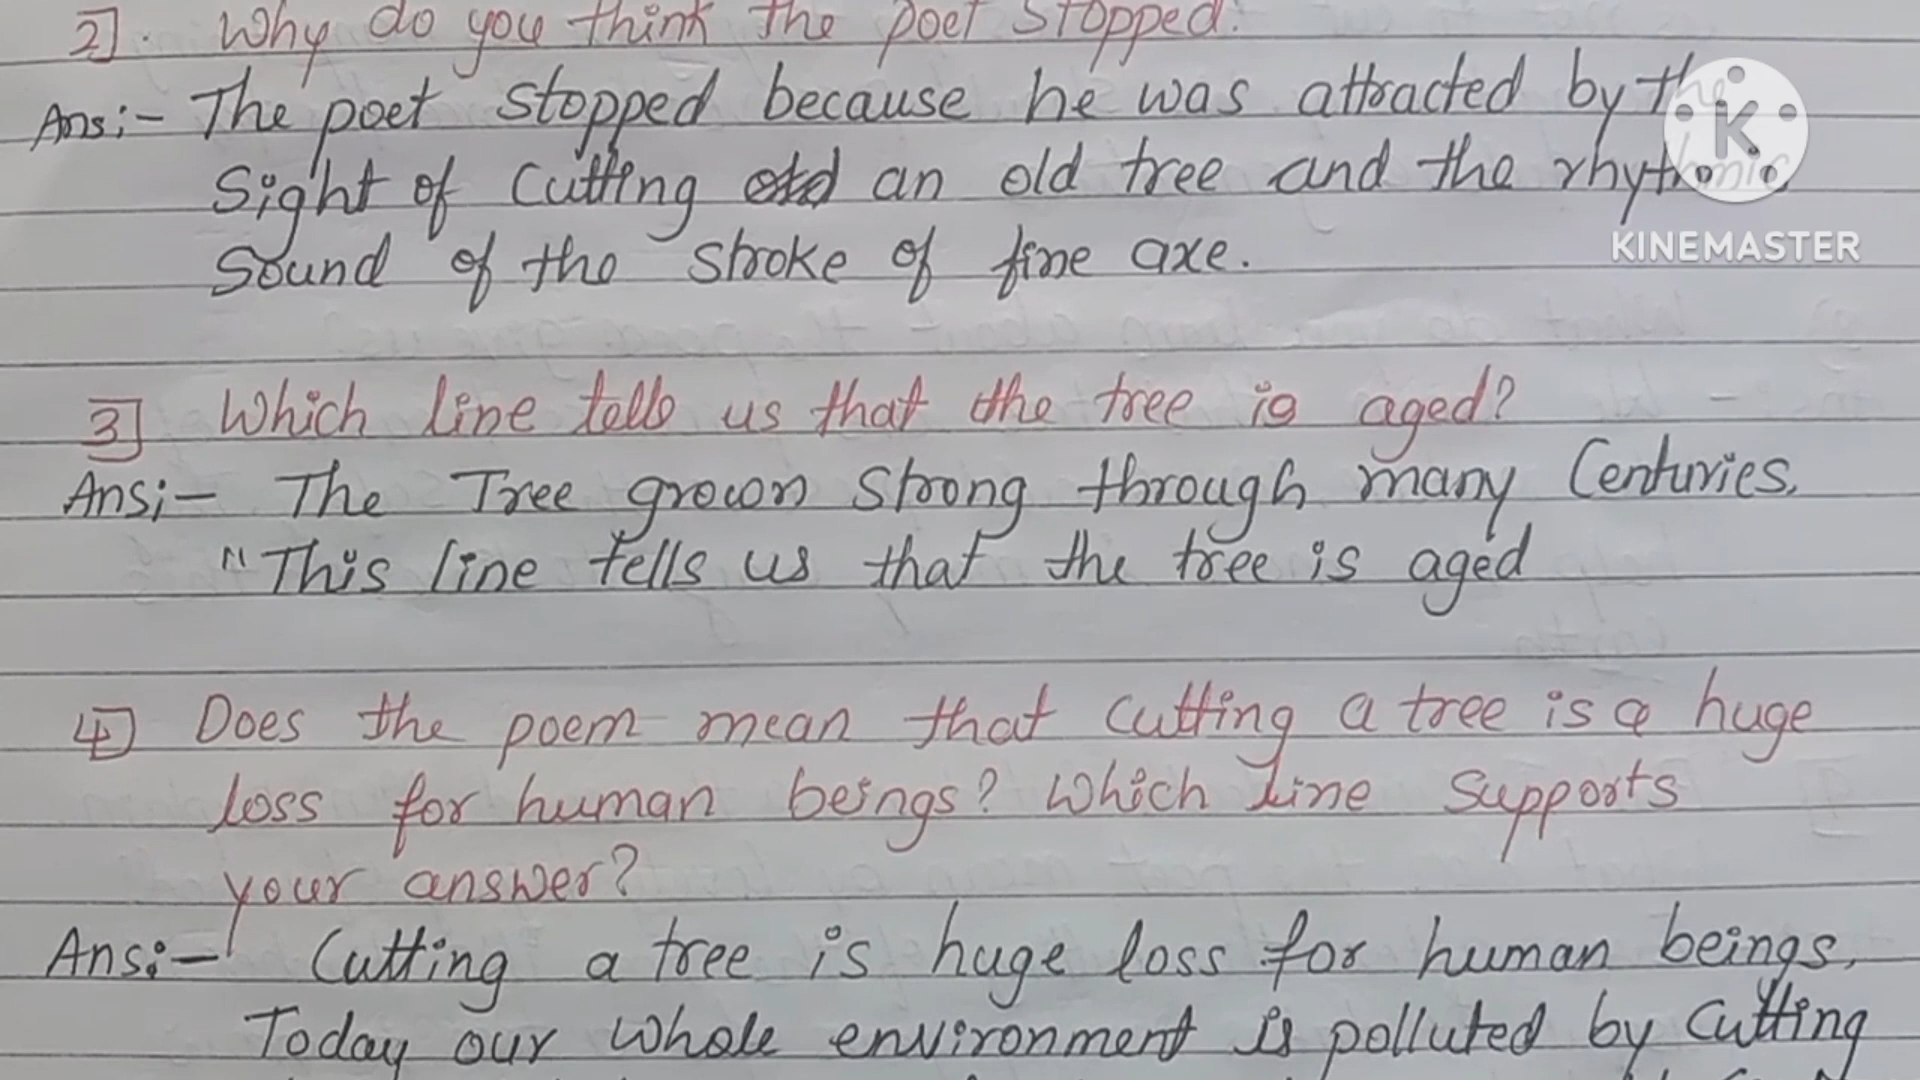 2]. Why do you think the poet stopped.
Ans:- The poet stopped because he was attracted by the
Sight of Cutting old an old tree and the rhythmic
Sound of the stroke of fine axe.
KINEMASTER
3] Which line tells us that the tree is aged?
Ans:- The Tree grown Strong through many Centuries.
"This line tells us that the tree is aged
4] Does the poem mean that cutting a tree is a huge
loss for human beings? Which line supports
your answer?
Ans:- Cutting a tree is huge loss for human beings.
Today our whole environment is polluted by cutting